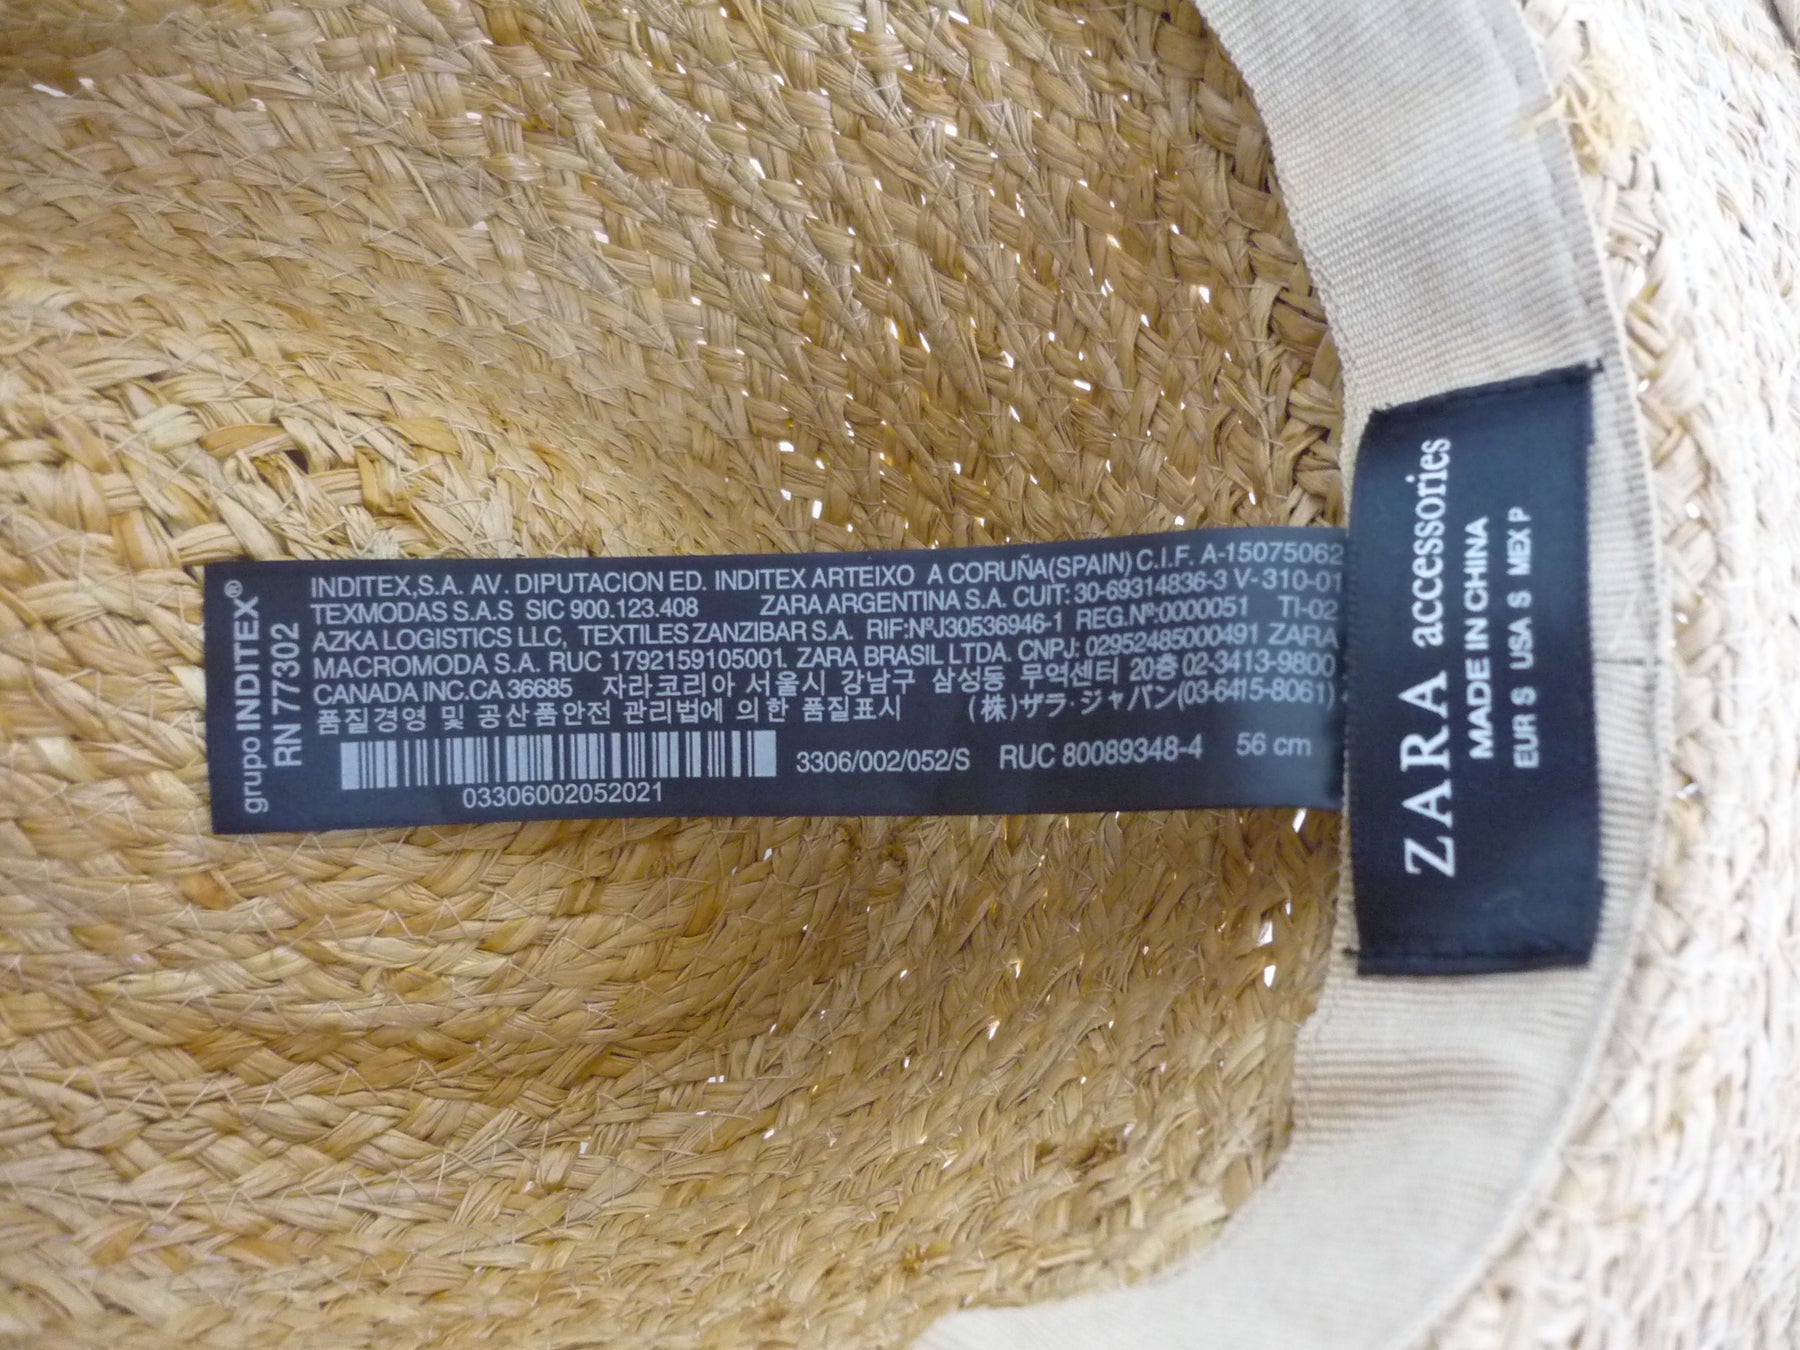 grupo INDITEX®
RN 77302
INDITEX,S.A. AV. DIPUTACION ED. INDITEX ARTEIXO A CORUÑA(SPAIN) C.I.F. A-15075062
TEXMODAS S.A.S SIC 900.123.408 ZARA ARGENTINA S.A. CUIT: 30-69314836-3 V-310-01
AZKA LOGISTICS LLC, TEXTILES ZANZIBAR S.A. RIF:NºJ30536946-1 REG.Nº:0000051 TI-02
MACROMODA S.A. RUC 1792159105001. ZARA BRASIL LTDA. CNPJ: 02952485000491 ZARA
CANADA INC.CA 36685 자라코리아 서울시 강남구 삼성동 무역센터 20층 02-3413-9800
품질경영 및 공산품안전 관리법에 의한 품질표시 (株)ザラ・ジャパン(03-6415-8061)
03306002052021
3306/002/052/S RUC 80089348-4 56 cm
ZARA accessories
MADE IN CHINA
EUR S USA S MEX P